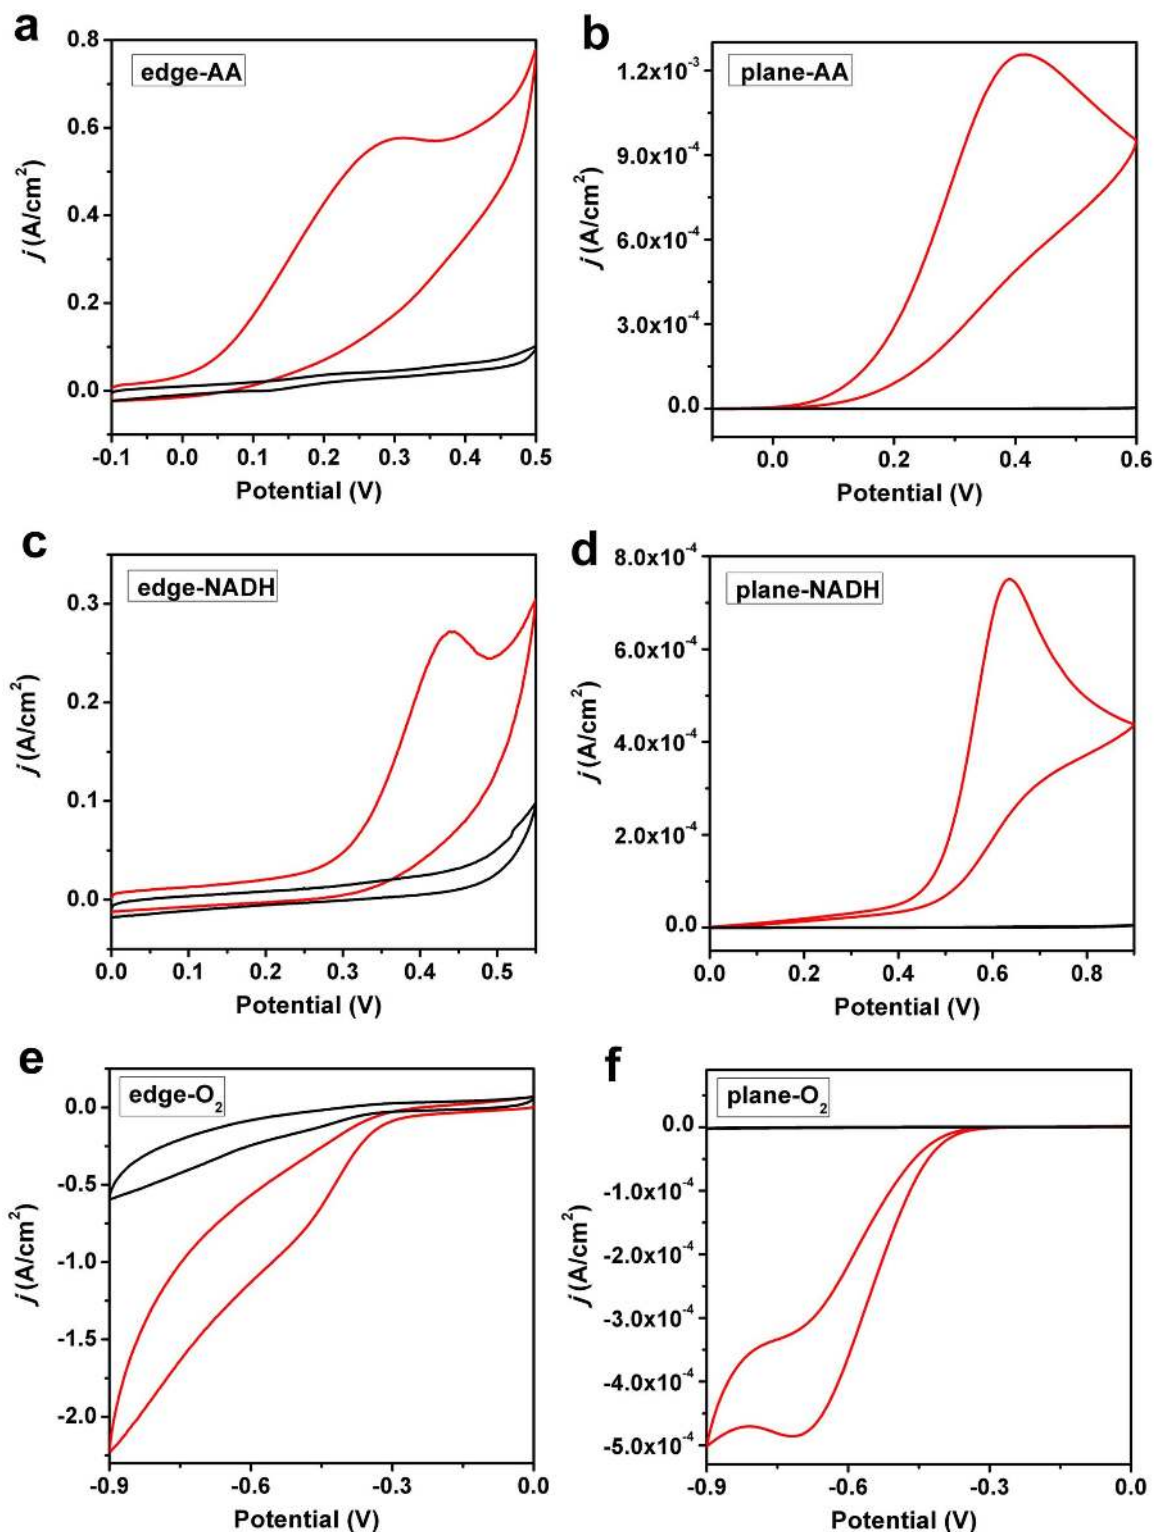 a
edge-AA
0.8
0.6
0.4
0.2
0.0
j (A/cm²)
-0.1 0.0 0.1 0.2 0.3 0.4 0.5
Potential (V)
b
plane-AA
1.2x10⁻³
9.0x10⁻⁴
6.0x10⁻⁴
3.0x10⁻⁴
0.0
j (A/cm²)
0.0 0.2 0.4 0.6
Potential (V)
c
edge-NADH
0.3
0.2
0.1
0.0
j (A/cm²)
0.0 0.1 0.2 0.3 0.4 0.5
Potential (V)
d
plane-NADH
8.0x10⁻⁴
6.0x10⁻⁴
4.0x10⁻⁴
2.0x10⁻⁴
0.0
j (A/cm²)
0.0 0.2 0.4 0.6 0.8
Potential (V)
e
edge-O₂
0.0
-0.5
-1.0
-1.5
-2.0
j (A/cm²)
-0.9 -0.6 -0.3 0.0
Potential (V)
f
plane-O₂
0.0
-1.0x10⁻⁴
-2.0x10⁻⁴
-3.0x10⁻⁴
-4.0x10⁻⁴
-5.0x10⁻⁴
j (A/cm²)
-0.9 -0.6 -0.3 0.0
Potential (V)